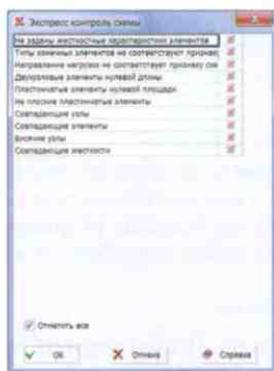 Экспресс контроль схемы
Не заданы жесткостные характеристики элементов
Типы конечных элементов не соответствуют признаку
Направление нагрузки не соответствует признаку схе
Двухузловые элементы нулевой длины
Пластинчатые элементы нулевой площади
Не плоские пластинчатые элементы
Совпадающие узлы
Совпадающие элементы
Висячие узлы
Совпадающие жесткости
Отметить все
OK
Отмена
Справка